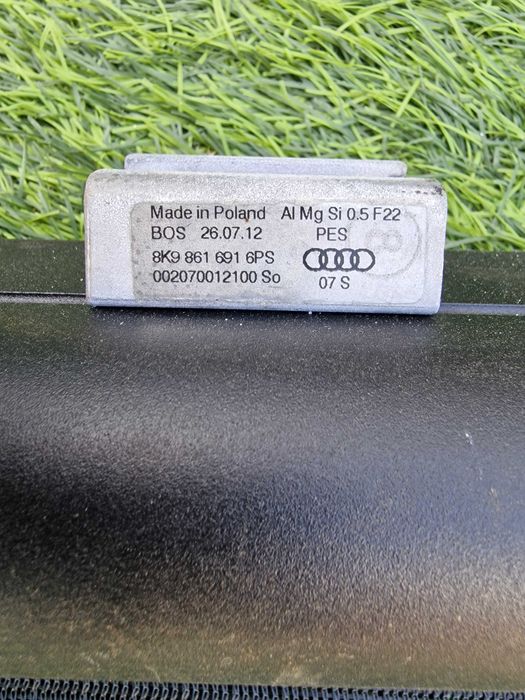 Made in Poland Al Mg Si 0.5 F22
BOS 26.07.12 PES
8K9 861 691 6PS
002070012100 So 07 S